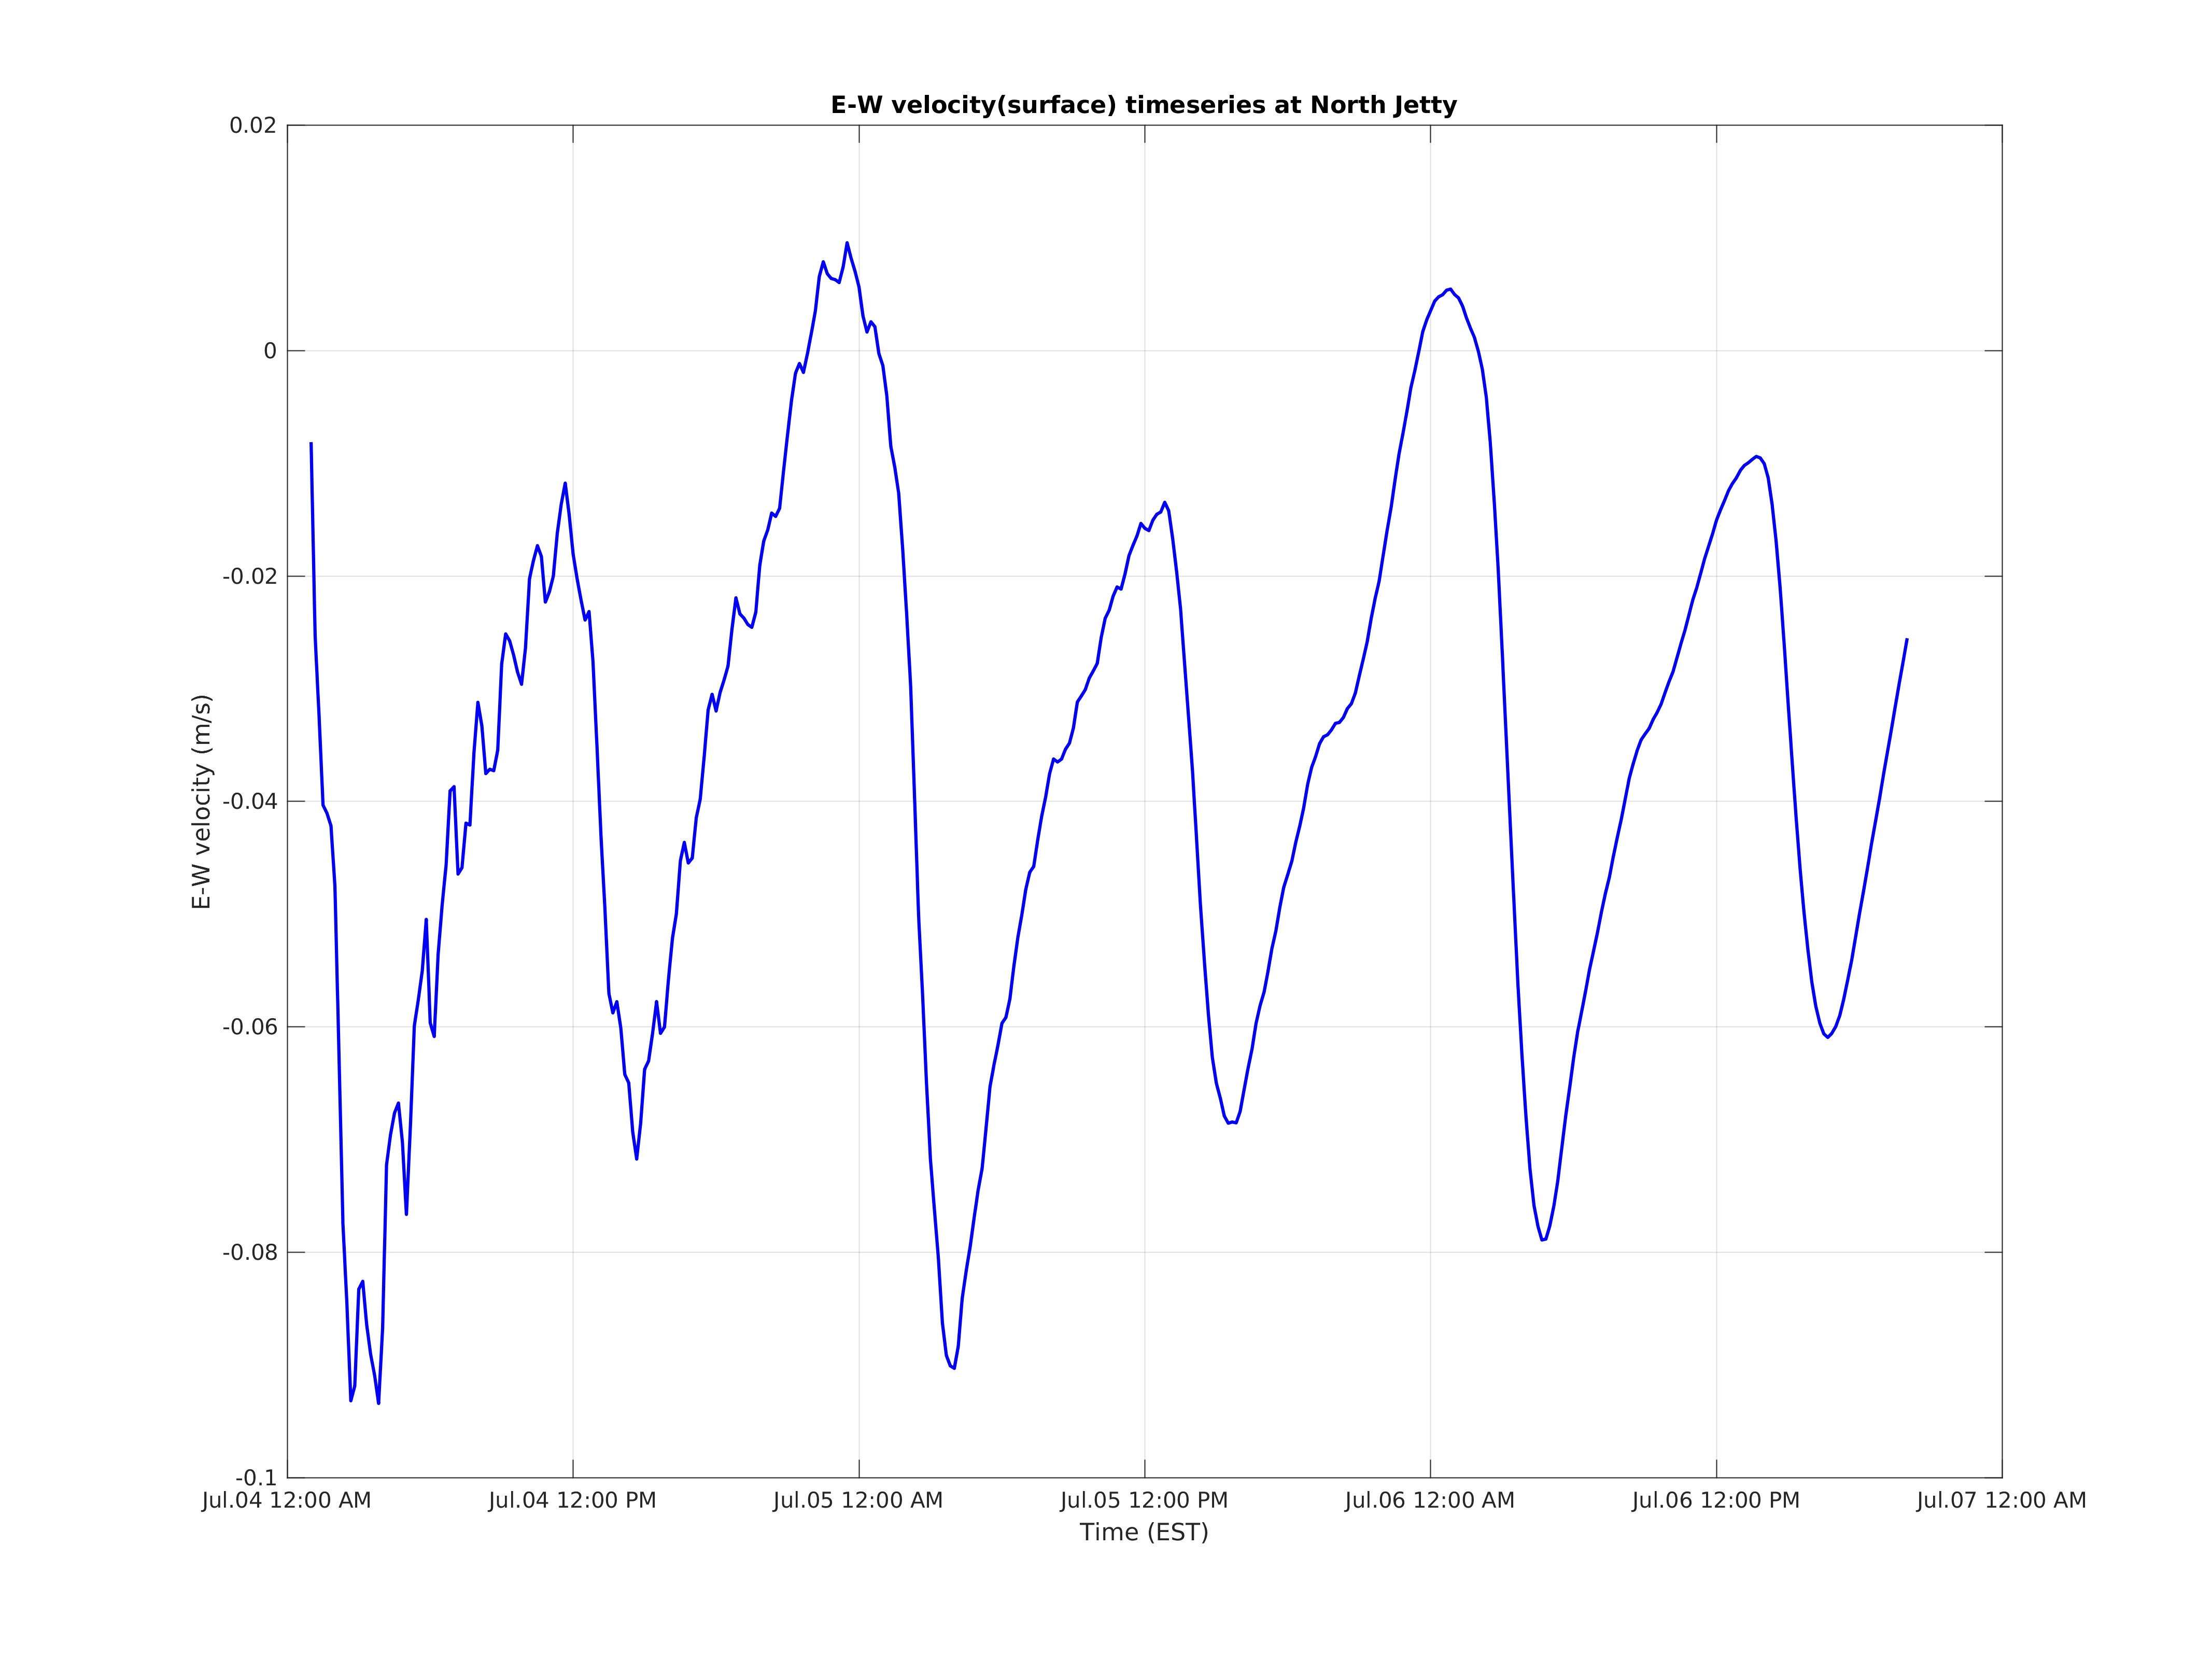 E-W velocity(surface) timeseries at North Jetty
0.02
0
-0.02
-0.04
-0.06
-0.08
-0.1
E-W velocity (m/s)
Jul.04 12:00 AM Jul.04 12:00 PM Jul.05 12:00 AM Jul.05 12:00 PM Jul.06 12:00 AM Jul.06 12:00 PM Jul.07 12:00 AM
Time (EST)